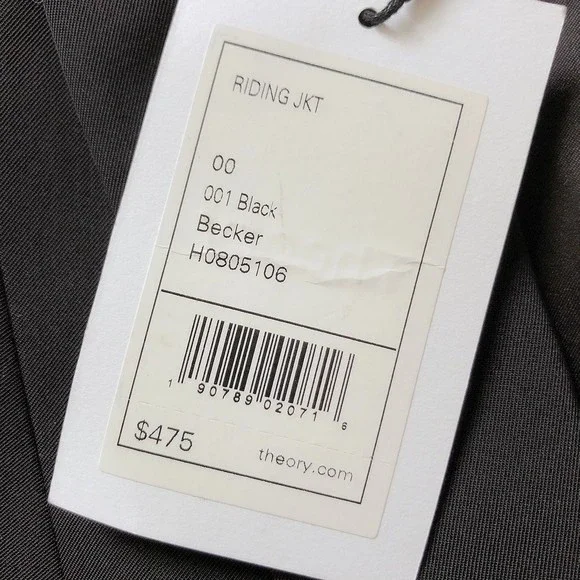 RIDING JKT
00
001 Black
Becker
H0805106
1 90789 02071 6
$475
theory.com